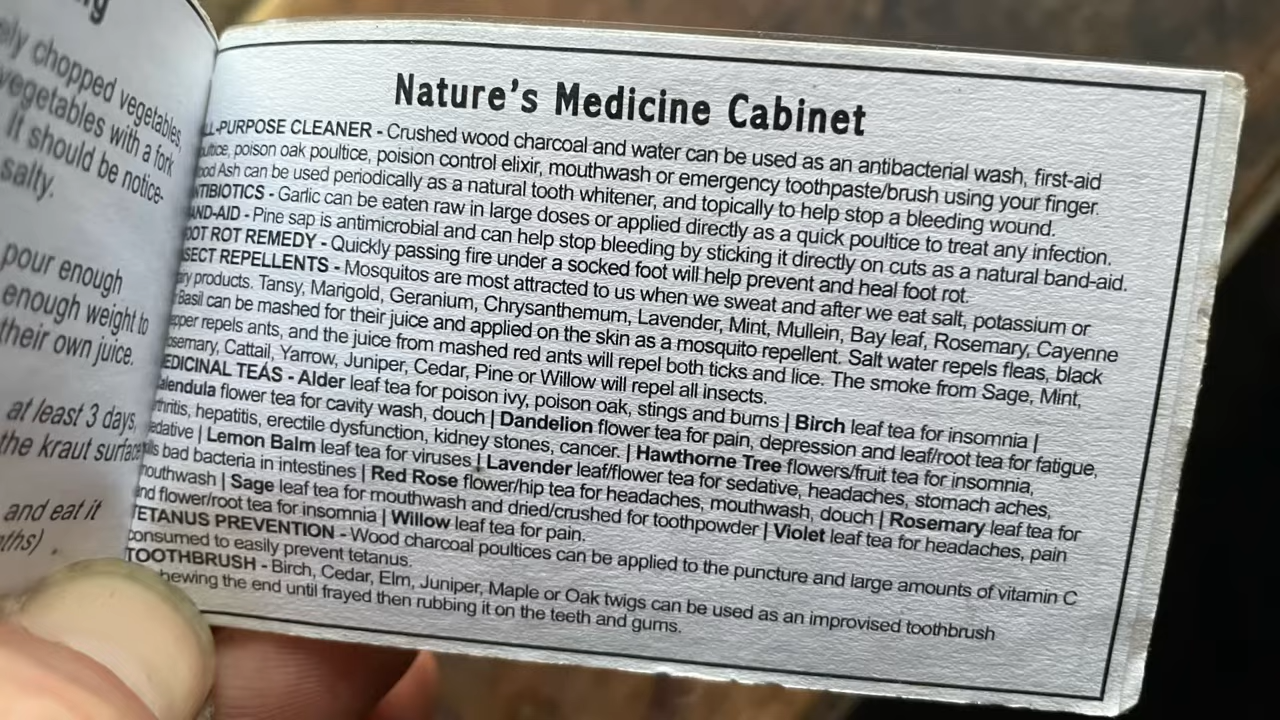 ely chopped vegetables,
vegetables with a fork
It should be notice-
salty.
pour enough
enough weight to
their own juice.
at least 3 days,
the kraut surface
and eat it
Nature's Medicine Cabinet
LL-PURPOSE CLEANER - Crushed wood charcoal and water can be used as an antibacterial wash, first-aid
poultice, poison oak poultice, poision control elixir, mouthwash or emergency toothpaste/brush using your finger.
ood Ash can be used periodically as a natural tooth whitener, and topically to help stop a bleeding wound.
NTIBIOTICS - Garlic can be eaten raw in large doses or applied directly as a quick poultice to treat any infection.
AND-AID - Pine sap is antimicrobial and can help stop bleeding by sticking it directly on cuts as a natural band-aid.
OOT ROT REMEDY - Quickly passing fire under a socked foot will help prevent and heal foot rot.
SECT REPELLENTS - Mosquitos are most attracted to us when we sweat and after we eat salt, potassium or
ry products. Tansy, Marigold, Geranium, Chrysanthemum, Lavender, Mint, Mullein, Bay leaf, Rosemary, Cayenne
Basil can be mashed for their juice and applied on the skin as a mosquito repellent. Salt water repels fleas, black
epper repels ants, and the juice from mashed red ants will repel both ticks and lice. The smoke from Sage, Mint,
osemary, Cattail, Yarrow, Juniper, Cedar, Pine or Willow will repel all insects.
EDICINAL TEAS - Alder leaf tea for poison ivy, poison oak, stings and burns | Birch leaf tea for insomnia |
alendula flower tea for cavity wash, douch | Dandelion flower tea for pain, depression and leaf/root tea for fatigue,
rthritis, hepatitis, erectile dysfunction, kidney stones, cancer. | Hawthorne Tree flowers/fruit tea for insomnia,
edative | Lemon Balm leaf tea for viruses | Lavender leaf/flower tea for sedative, headaches, stomach aches,
ills bad bacteria in intestines | Red Rose flower/hip tea for headaches, mouthwash, douch | Rosemary leaf tea for
mouthwash | Sage leaf tea for mouthwash and dried/crushed for toothpowder | Violet leaf tea for headaches, pain
and flower/root tea for insomnia | Willow leaf tea for pain.
TETANUS PREVENTION - Wood charcoal poultices can be applied to the puncture and large amounts of vitamin C
consumed to easily prevent tetanus.
TOOTHBRUSH - Birch, Cedar, Elm, Juniper, Maple or Oak twigs can be used as an improvised toothbrush
hewing the end until frayed then rubbing it on the teeth and gums.